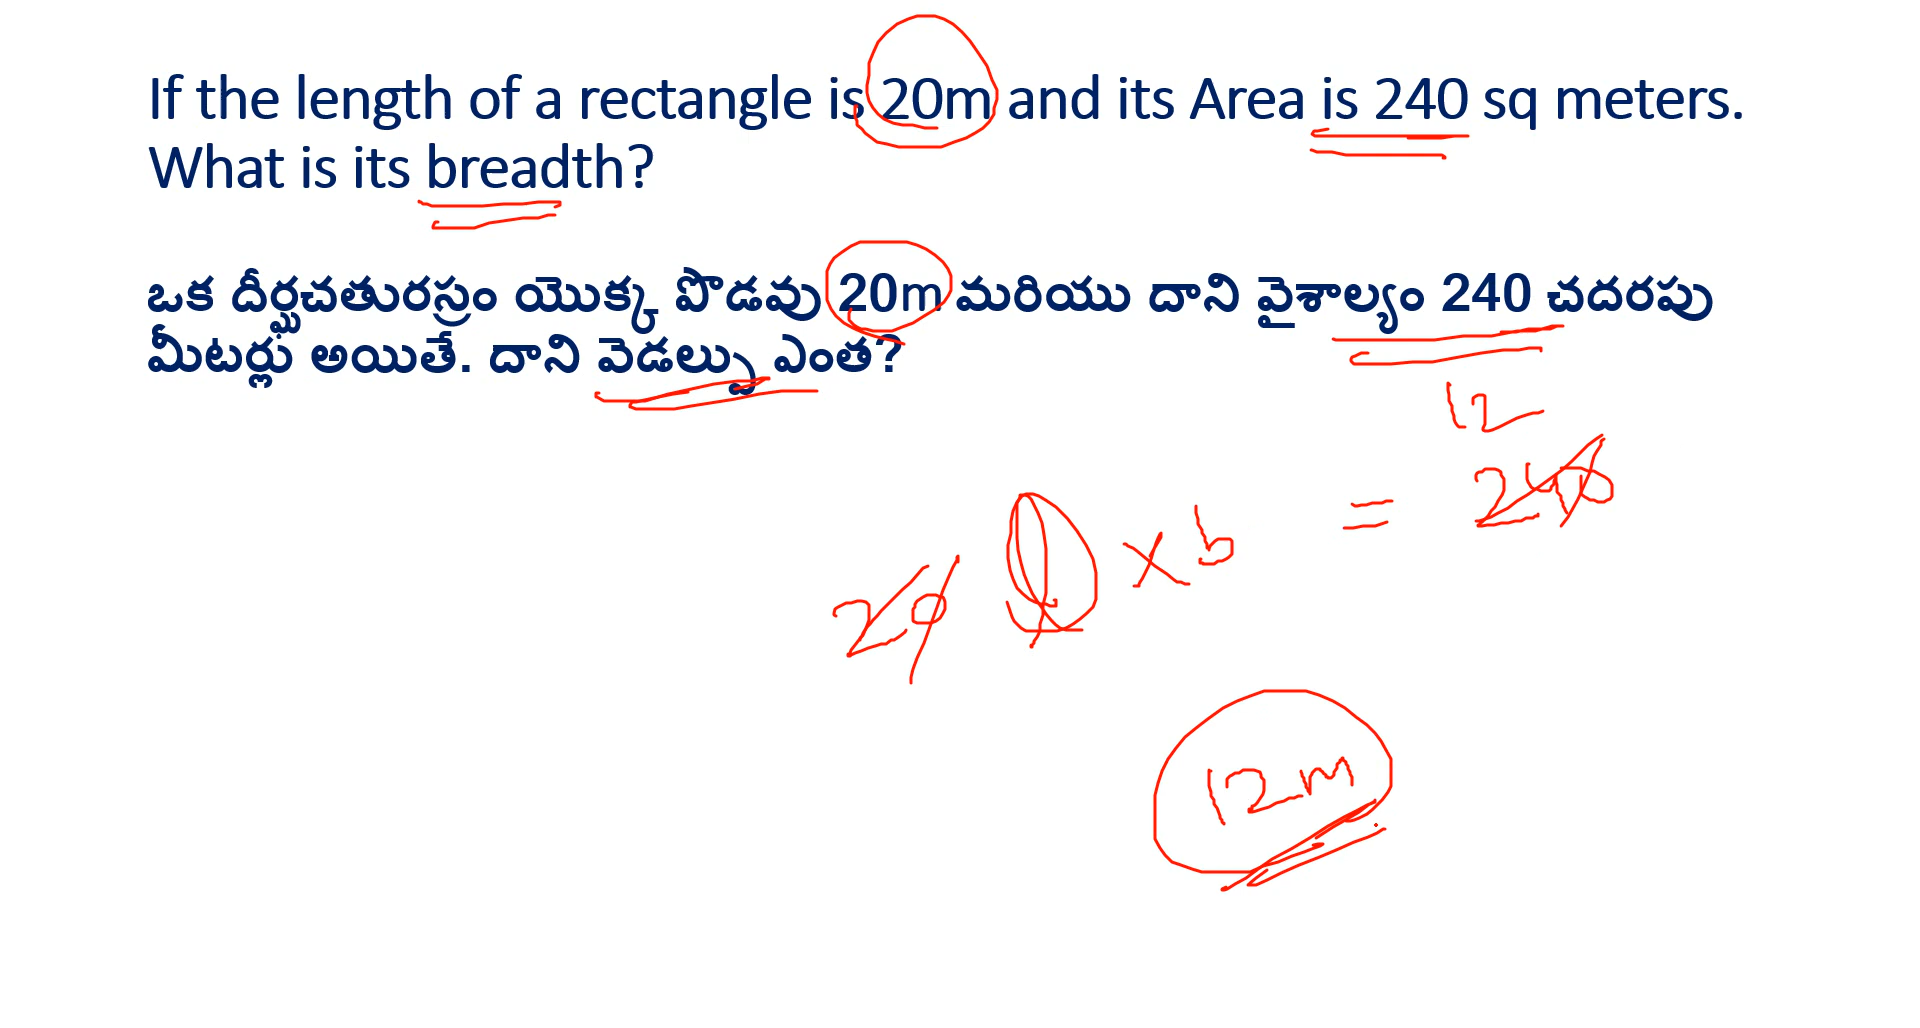 If the length of a rectangle is 20m and its Area is 240 sq meters.
What is its breadth?
ఒక దీర్ఘచతురస్రం యొక్క పొడవు 20m మరియు దాని వైశాల్యం 240 చదరపు
మీటర్లు అయితే. దాని వెడల్పు ఎంత?
12
20 l × b = 240
12 m